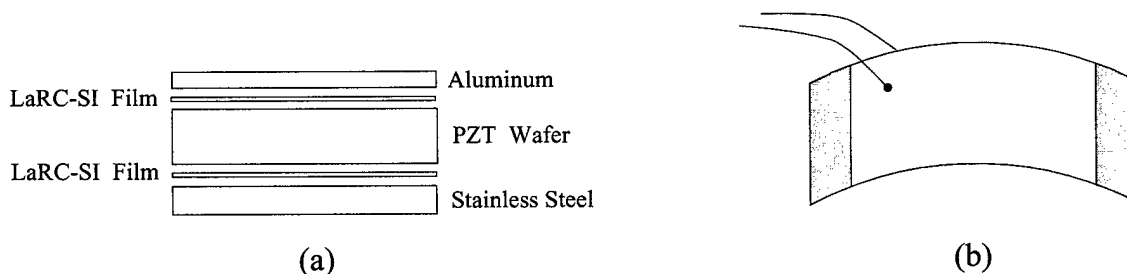 Aluminum
LaRC-SI Film
PZT Wafer
LaRC-SI Film
Stainless Steel
(a)
(b)